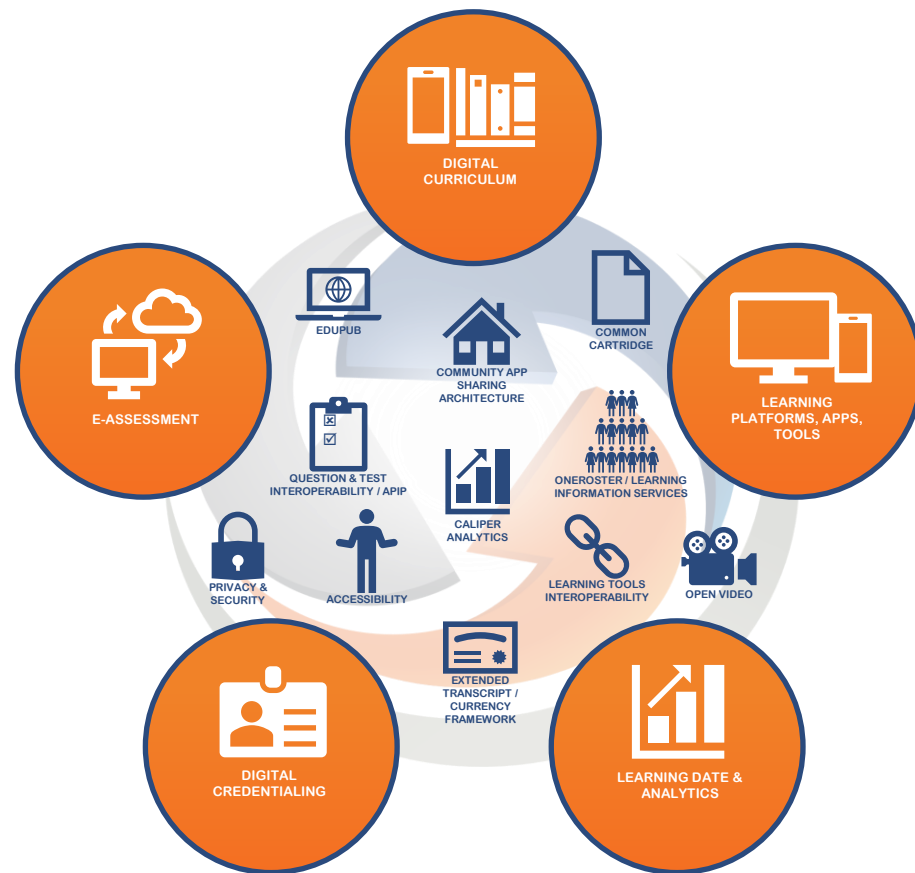 DIGITAL
CURRICULUM
EDUPUB
COMMUNITY APP
SHARING
ARCHITECTURE
COMMON
CARTRIDGE
E-ASSESSMENT
LEARNING
PLATFORMS, APPS,
TOOLS
QUESTION & TEST
INTEROPERABILITY / APIP
CALIPER
ANALYTICS
ONEROSTER / LEARNING
INFORMATION SERVICES
PRIVACY &
SECURITY
ACCESSIBILITY
LEARNING TOOLS
INTEROPERABILITY
OPEN VIDEO
EXTENDED
TRANSCRIPT /
CURRENCY
FRAMEWORK
DIGITAL
CREDENTIALING
LEARNING DATE &
ANALYTICS